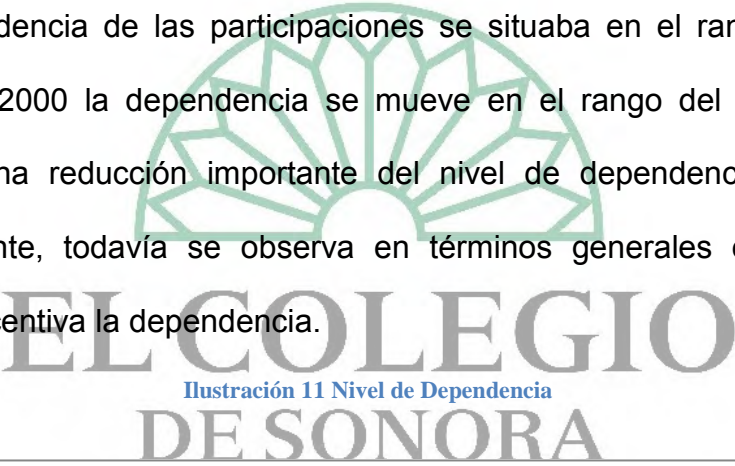 dencia de las participaciones se situaba en el ran
2000 la dependencia se mueve en el rango del
na reducción importante del nivel de dependenc
nte, todavía se observa en términos generales
centiva la dependencia.
EL COLEGIO
Ilustración 11 Nivel de Dependencia
DE SONORA